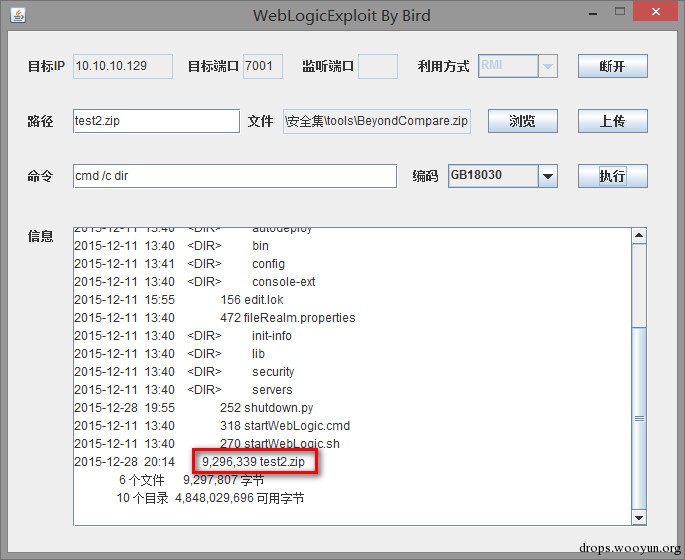 WebLogicExploit By Bird
目标IP 10.10.10.129 目标端口 7001 监听端口 利用方式 RMI 断开
路径 test2.zip 文件 \安全集\tools\BeyondCompare.zip 浏览 上传
命令 cmd /c dir 编码 GB18030 执行
信息
2015-12-11 13:40 <DIR> autodeploy
2015-12-11 13:40 <DIR> bin
2015-12-11 13:41 <DIR> config
2015-12-11 13:40 <DIR> console-ext
2015-12-11 15:55 156 edit.lok
2015-12-11 13:40 472 fileRealm.properties
2015-12-11 13:40 <DIR> init-info
2015-12-11 13:40 <DIR> lib
2015-12-11 13:40 <DIR> security
2015-12-11 13:40 <DIR> servers
2015-12-28 19:55 252 shutdown.py
2015-12-11 13:40 318 startWebLogic.cmd
2015-12-11 13:40 270 startWebLogic.sh
2015-12-28 20:14 9,296,339 test2.zip
6 个文件 9,297,807 字节
10 个目录 4,848,029,696 可用字节
drops.wooyun.org